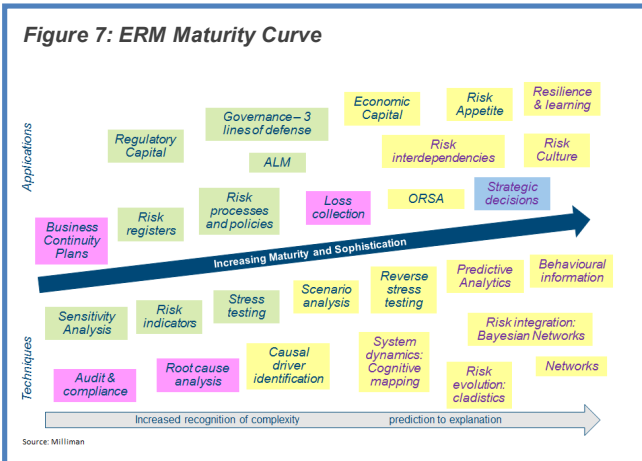 Figure 7: ERM Maturity Curve
Applications
Regulatory
Capital
Governance – 3
lines of defense
ALM
Economic
Capital
Risk
Appetite
Resilience
& learning
Risk
interdependencies
Risk
Culture
Business
Continuity
Plans
Risk
registers
Risk
processes
and policies
Loss
collection
ORSA
Strategic
decisions
Increasing Maturity and Sophistication
Techniques
Sensitivity
Analysis
Risk
indicators
Stress
testing
Scenario
analysis
Reverse
stress
testing
Predictive
Analytics
Behavioural
information
Audit &
compliance
Root cause
analysis
Causal
driver
identification
System
dynamics:
Cognitive
mapping
Risk integration:
Bayesian Networks
Risk
evolution:
cladistics
Networks
Increased recognition of complexity
prediction to explanation
Source: Milliman